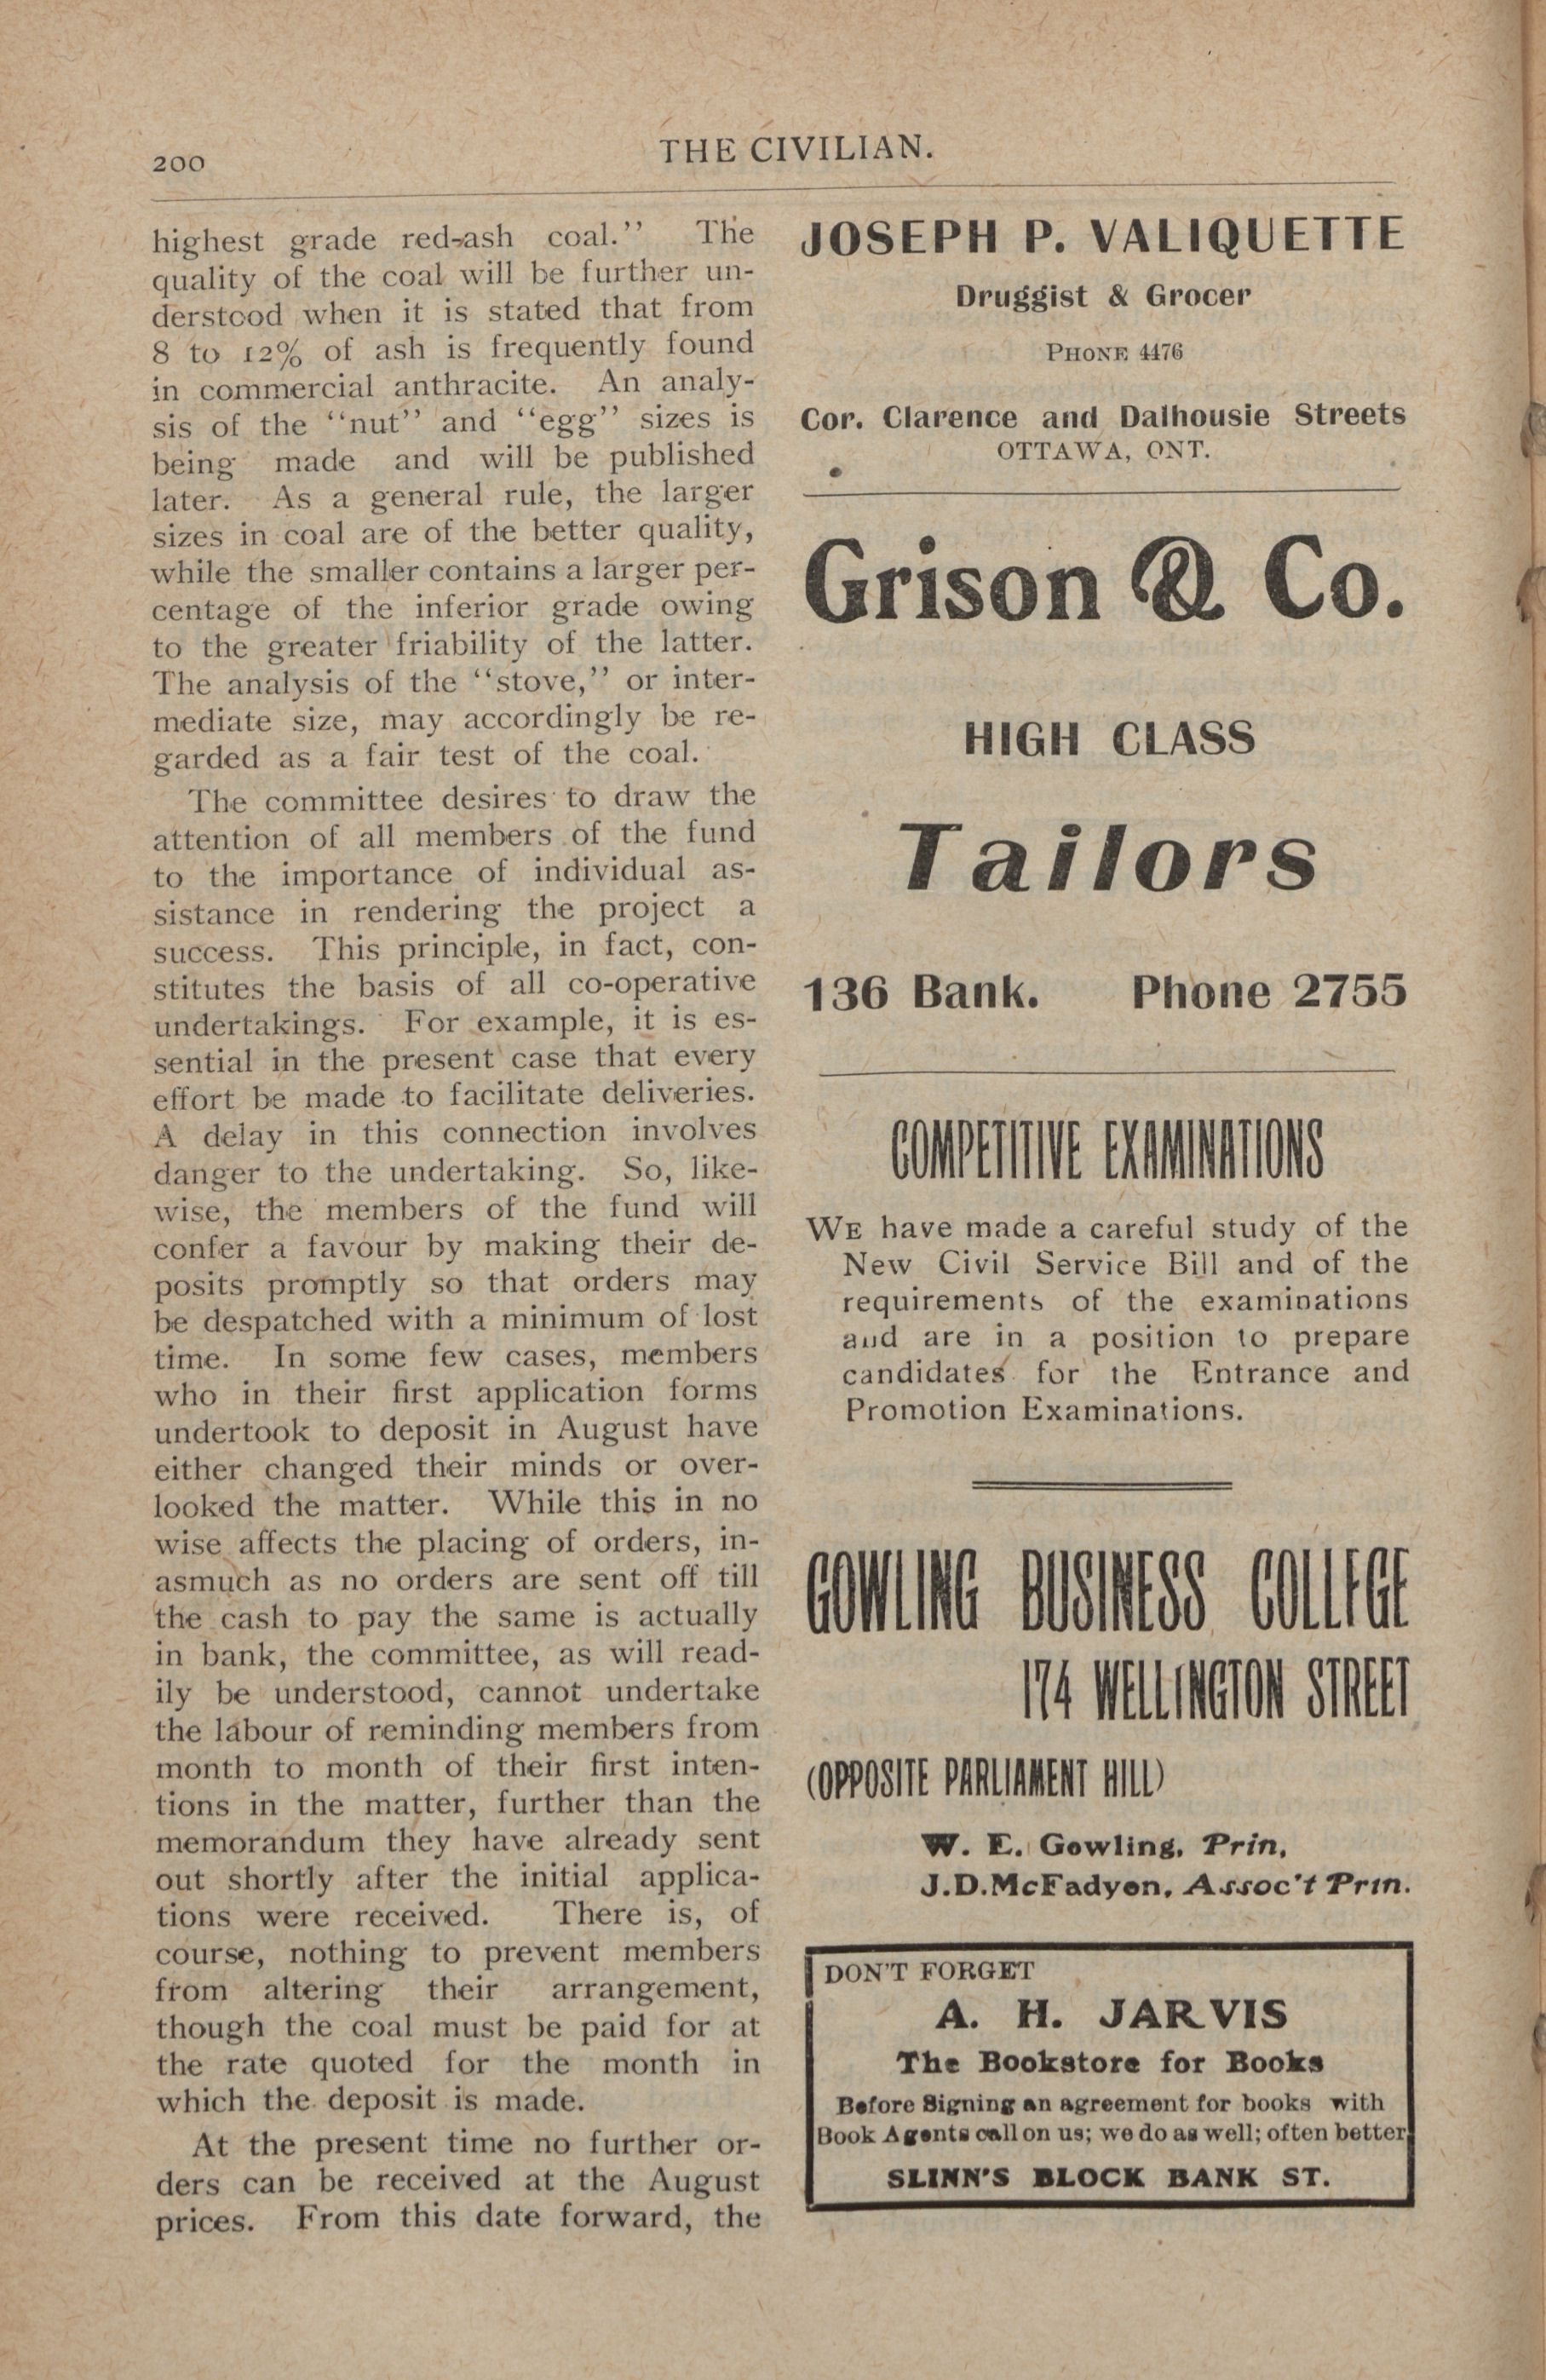 200
THE CIVILIAN.
highest grade red-ash coal.'' The
quality of the coal will be further un-
derstood when it is stated that from
8 to 12% of ash is frequently found
in commercial anthracite. An analy-
sis of the ''nut'' and ''egg'' sizes is
being made and will be published
later. As a general rule, the larger
sizes in coal are of the better quality,
while the smaller contains a larger per-
centage of the inferior grade owing
to the greater friability of the latter.
The analysis of the ''stove,'' or inter-
mediate size, may accordingly be re-
garded as a fair test of the coal.
The committee desires to draw the
attention of all members of the fund
to the importance of individual as-
sistance in rendering the project a
success. This principle, in fact, con-
stitutes the basis of all co-operative
undertakings. For example, it is es-
sential in the present case that every
effort be made to facilitate deliveries.
A delay in this connection involves
danger to the undertaking. So, like-
wise, the members of the fund will
confer a favour by making their de-
posits promptly so that orders may
be despatched with a minimum of lost
time. In some few cases, members
who in their first application forms
undertook to deposit in August have
either changed their minds or over-
looked the matter. While this in no
wise affects the placing of orders, in-
asmuch as no orders are sent off till
the cash to pay the same is actually
in bank, the committee, as will read-
ily be understood, cannot undertake
the labour of reminding members from
month to month of their first inten-
tions in the matter, further than the
memorandum they have already sent
out shortly after the initial applica-
tions were received. There is, of
course, nothing to prevent members
from altering their arrangement,
though the coal must be paid for at
the rate quoted for the month in
which the deposit is made.
At the present time no further or-
ders can be received at the August
prices. From this date forward, the
JOSEPH P. VALIQUETTE
Druggist & Grocer
PHONE 4476
Cor. Clarence and Dalhousie Streets
OTTAWA, ONT.
Grison & Co.
HIGH CLASS
Tailors
136 Bank. Phone 2755
COMPETITIVE EXAMINATIONS
WE have made a careful study of the
New Civil Service Bill and of the
requirements of the examinations
and are in a position to prepare
candidates for the Entrance and
Promotion Examinations.
GOWLING BUSINESS COLLEGE
174 WELLINGTON STREET
(OPPOSITE PARLIAMENT HILL)
W. E. Gowling, Prin,
J.D.McFadyen, Assoc't Prin.
DON'T FORGET
A. H. JARVIS
The Bookstore for Books
Before Signing an agreement for books with
Book Agents call on us; we do as well; often better
SLINN'S BLOCK BANK ST.